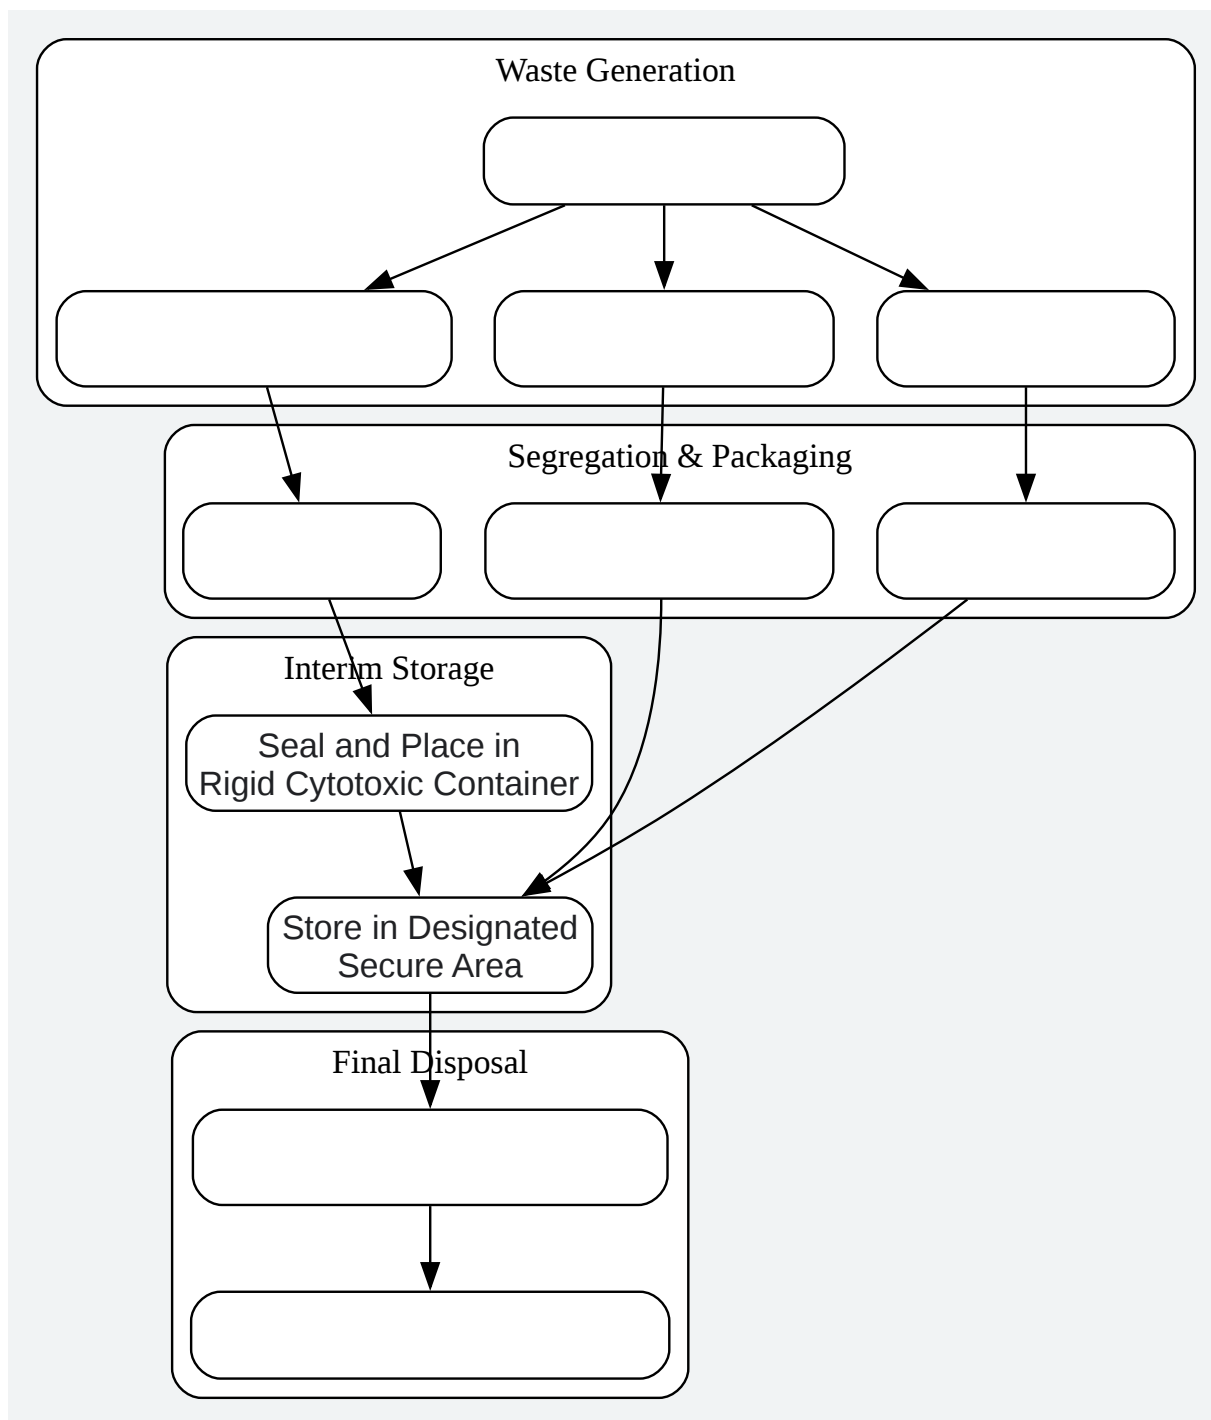 Waste Generation
Segregation & Packaging
Interim Storage
Seal and Place in
Rigid Cytotoxic Container
Store in Designated
Secure Area
Final Disposal